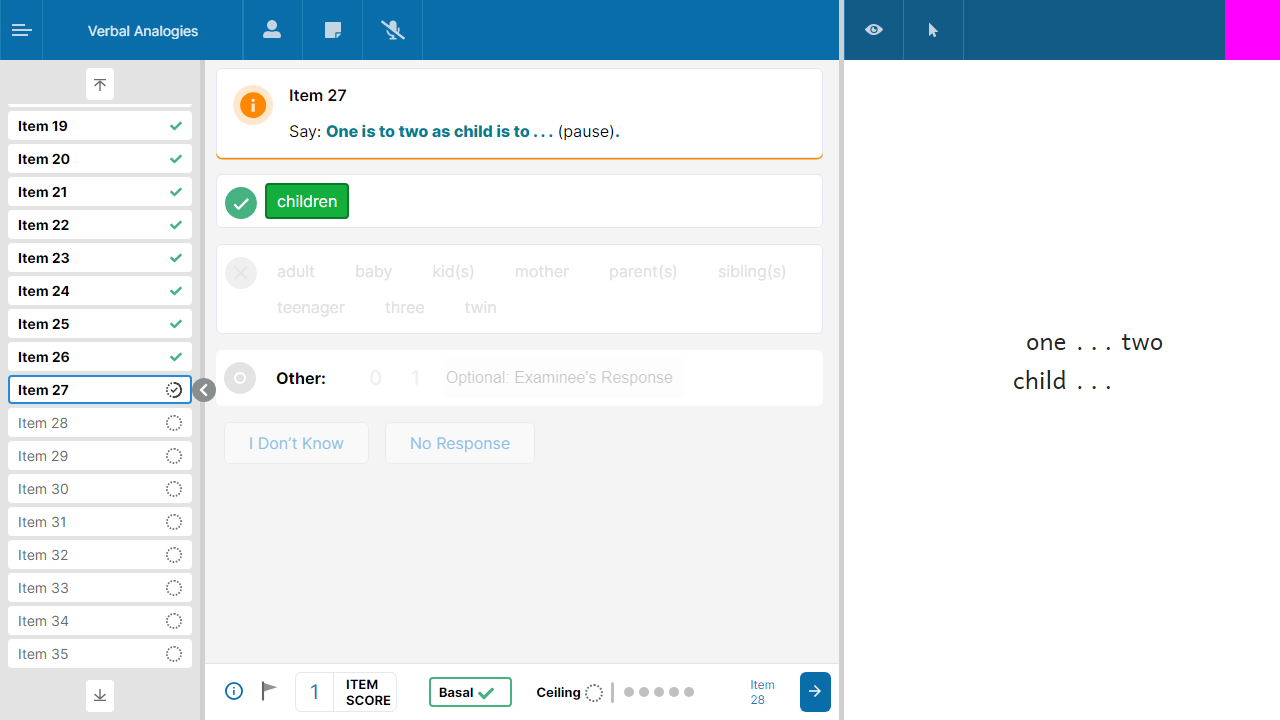 Verbal Analogies
Item 19
Item 20
Item 21
Item 22
Item 23
Item 24
Item 25
Item 26
Item 27
Item 28
Item 29
Item 30
Item 31
Item 32
Item 33
Item 34
Item 35
Item 27
Say: One is to two as child is to . . . (pause).
children
adult baby kid(s) mother parent(s) sibling(s)
teenager three twin
Other: 0 1 Optional: Examinee's Response
I Don't Know No Response
1 ITEM SCORE Basal Ceiling Item 28
one . . . two
child . . .